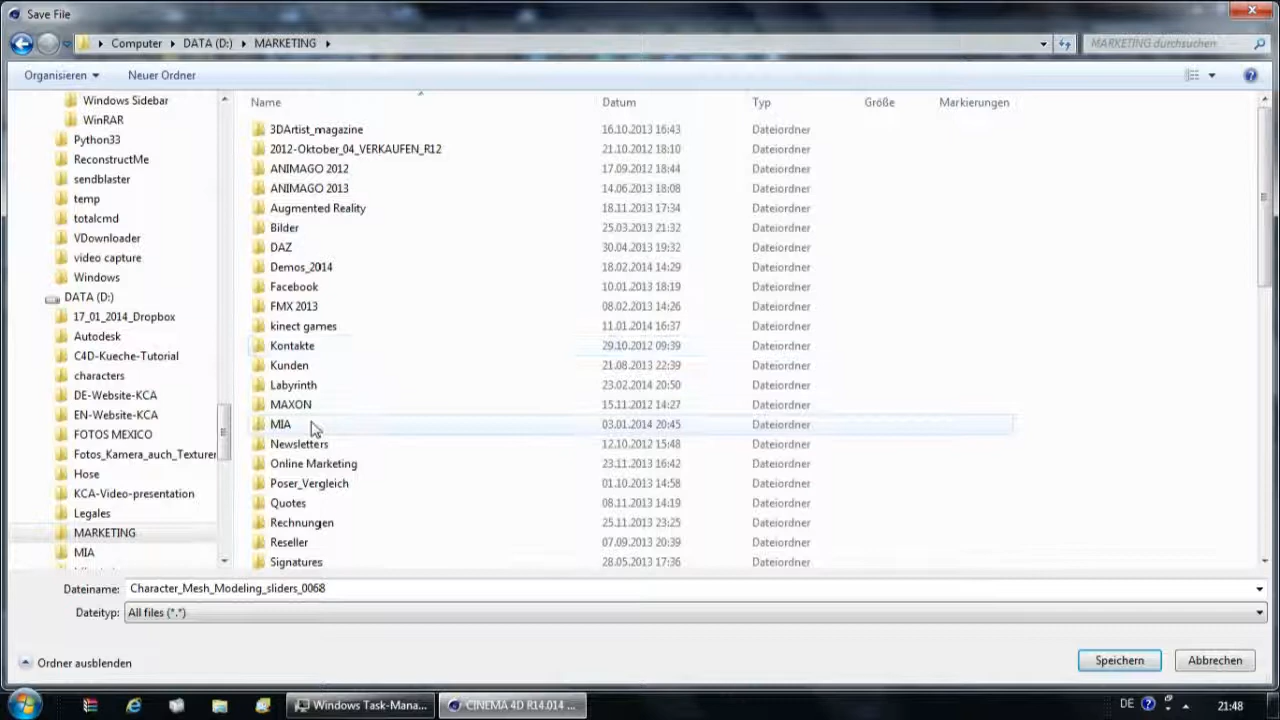 Save File
Computer DATA (D:) MARKETING MARKETING durchsuchen
Organisieren Neuer Ordner
Name Datum Typ Größe Markierungen
Windows Sidebar
WinRAR
Python33
ReconstructMe
sendblaster
temp
totalcmd
VDownloader
video capture
Windows
DATA (D:)
17_01_2014_Dropbox
Autodesk
C4D-Kueche-Tutorial
characters
DE-Website-KCA
EN-Website-KCA
FOTOS MEXICO
Fotos_Kamera_auch_Texturer
Hose
KCA-Video-presentation
Legales
MARKETING
MIA
3DArtist_magazine 16.10.2013 16:43 Dateiordner
2012-Oktober_04_VERKAUFEN_R12 21.10.2012 18:10 Dateiordner
ANIMAGO 2012 17.09.2012 18:44 Dateiordner
ANIMAGO 2013 14.06.2013 18:08 Dateiordner
Augmented Reality 18.11.2013 17:34 Dateiordner
Bilder 25.03.2013 21:32 Dateiordner
DAZ 30.04.2013 19:32 Dateiordner
Demos_2014 18.02.2014 14:29 Dateiordner
Facebook 10.01.2013 18:19 Dateiordner
FMX 2013 08.02.2013 14:26 Dateiordner
kinect games 11.01.2014 16:37 Dateiordner
Kontakte 29.10.2012 09:39 Dateiordner
Kunden 21.08.2013 22:39 Dateiordner
Labyrinth 23.02.2014 20:50 Dateiordner
MAXON 15.11.2012 14:27 Dateiordner
MIA 03.01.2014 20:45 Dateiordner
Newsletters 12.10.2012 15:48 Dateiordner
Online Marketing 23.11.2013 16:42 Dateiordner
Poser_Vergleich 01.10.2013 14:58 Dateiordner
Quotes 08.11.2013 14:19 Dateiordner
Rechnungen 25.11.2013 23:25 Dateiordner
Reseller 07.09.2013 20:39 Dateiordner
Signatures 28.05.2013 17:36 Dateiordner
Dateiname: Character_Mesh_Modeling_sliders_0068
Dateityp: All files (*.*)
Ordner ausblenden Speichern Abbrechen
Windows Task-Mana... CINEMA 4D R14.014 ... DE 21:48